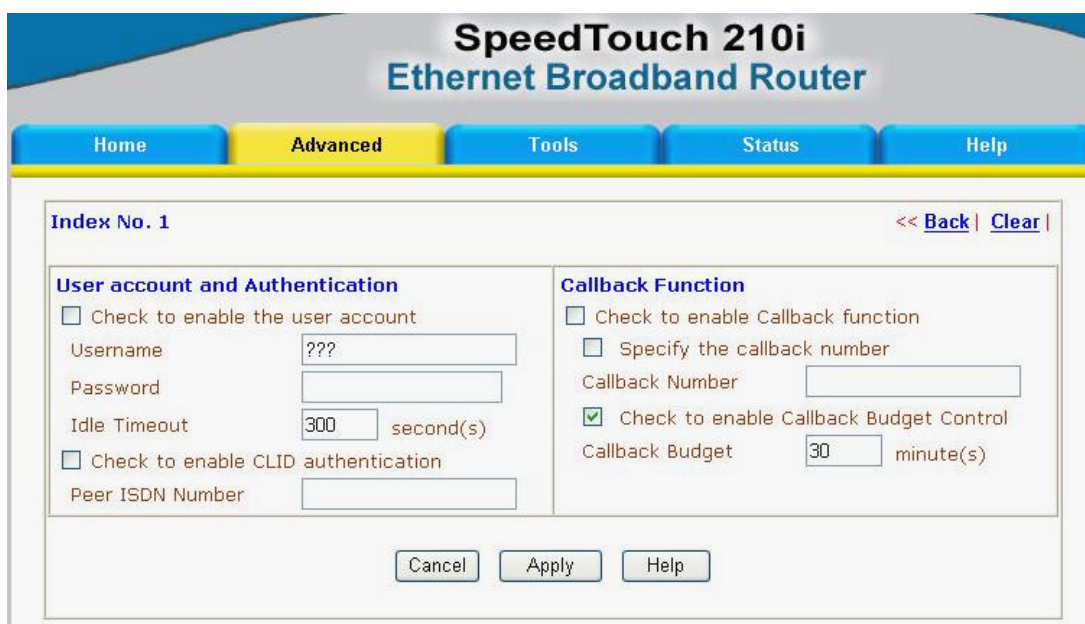 SpeedTouch 210i
Ethernet Broadband Router
Home Advanced Tools Status Help
Index No. 1 << Back | Clear |
User account and Authentication
Check to enable the user account
Username ???
Password
Idle Timeout 300 second(s)
Check to enable CLID authentication
Peer ISDN Number
Callback Function
Check to enable Callback function
Specify the callback number
Callback Number
Check to enable Callback Budget Control
Callback Budget 30 minute(s)
Cancel Apply Help